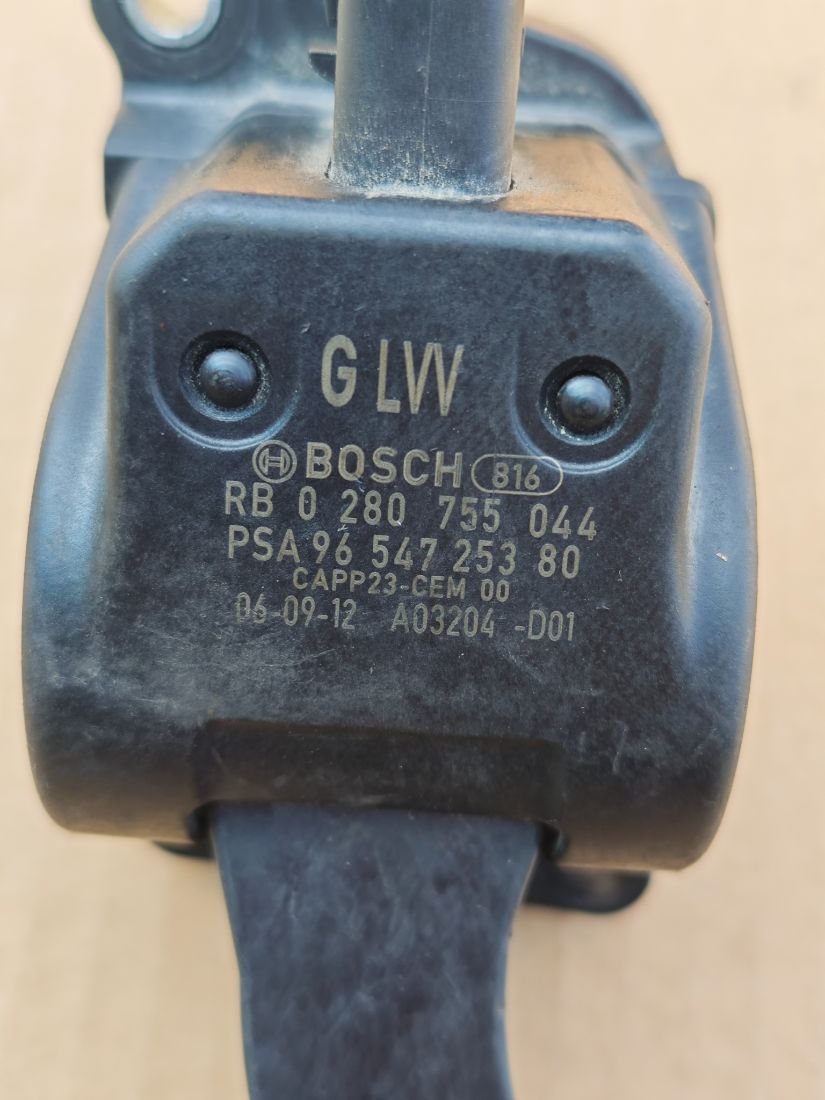 G LW
BOSCH 816
RB 0 280 755 044
PSA 96 547 253 80
CAPP23-CEM 00
06-09-12 A03204 -D01